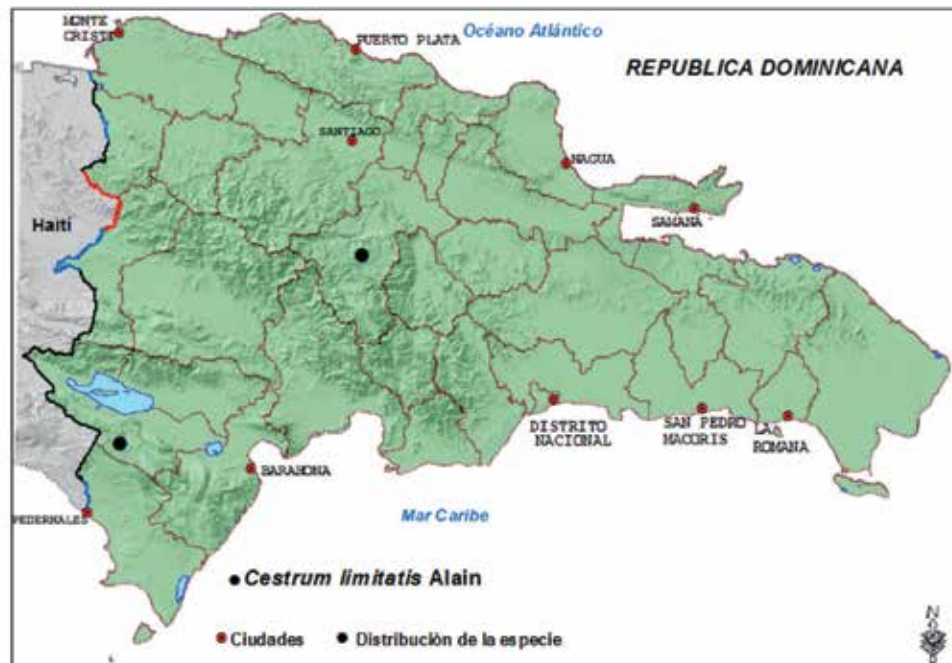 MONTE
CRISTI
PUERTO PLATA
Océano Atlántico
REPUBLICA DOMINICANA
SANTIAGO
NAGUA
SAMANA
Haití
DISTRITO
NACIONAL
SAN PEDRO
MACORIS
LA
ROMANA
BARAHONA
PEDERNALES
Mar Caribe
Cestrum limitatis Alain
Ciudades
Distribución de la especie
N